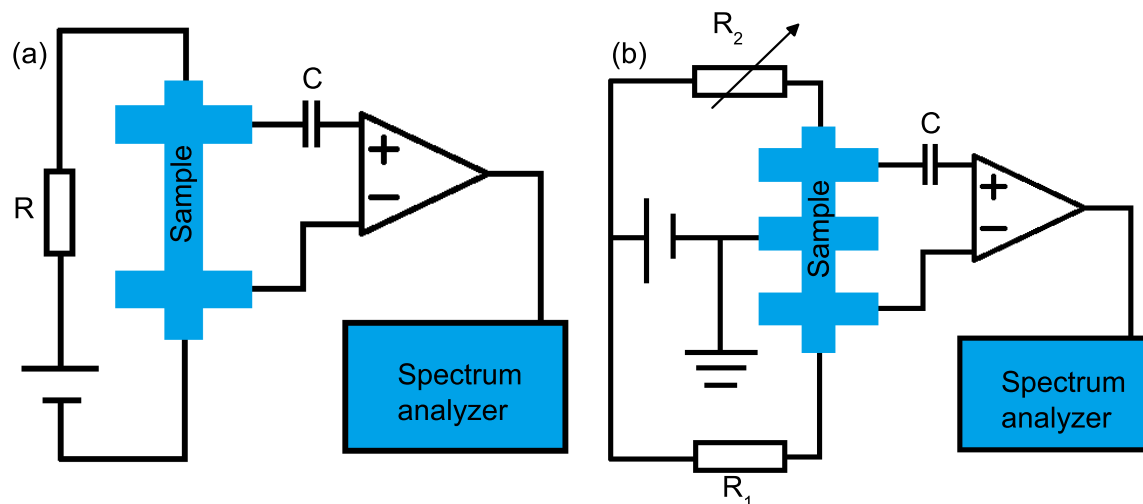 (a)
C
Sample
+
−
R
Spectrum
analyzer
(b)
R₂
C
Sample
+
−
Spectrum
analyzer
R₁